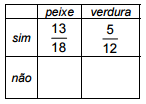 peixe verdura
sim 13/18 5/12
não